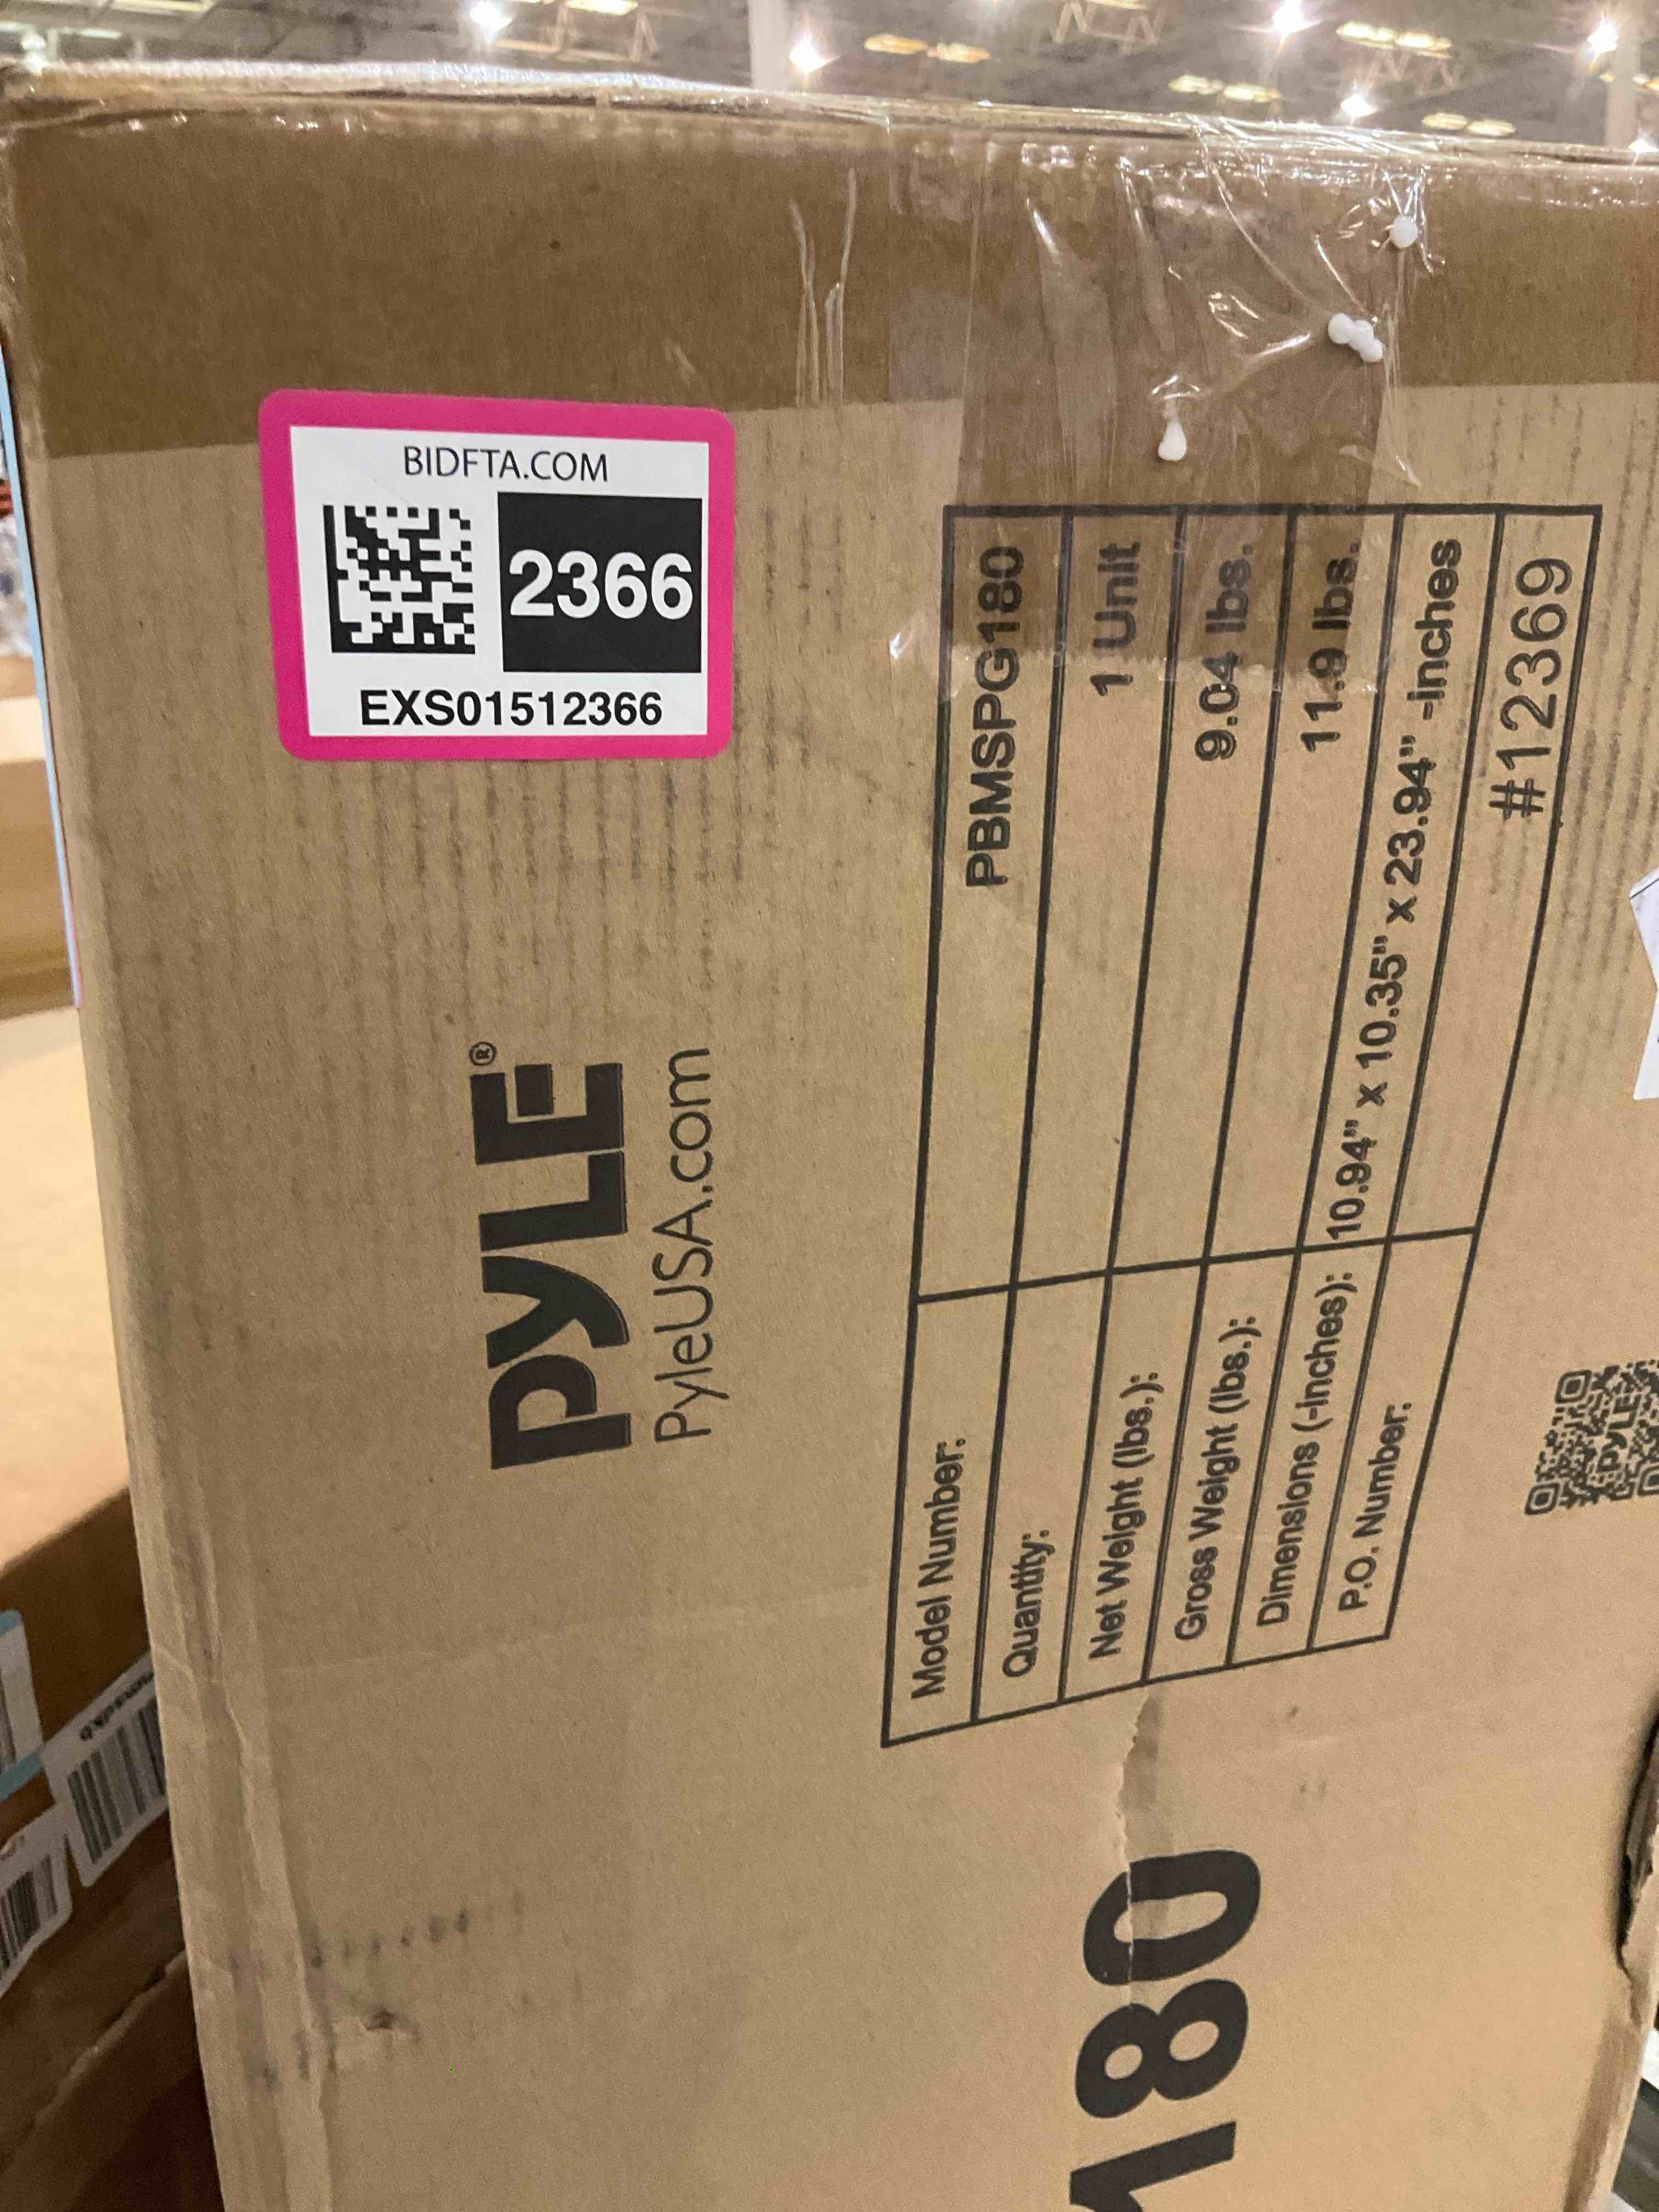 BIDFTA.COM
2366
EXS01512366
PYLE®
PyleUSA.com
Model Number: PBMSPG180
Quantity: 1 Unit
Net Weight (lbs.): 9.04 lbs.
Gross Weight (lbs.): 11.9 lbs.
Dimensions (-inches): 10.94" x 10.35" x 23.94" -inches
P.O. Number: #12369
PYLE
180